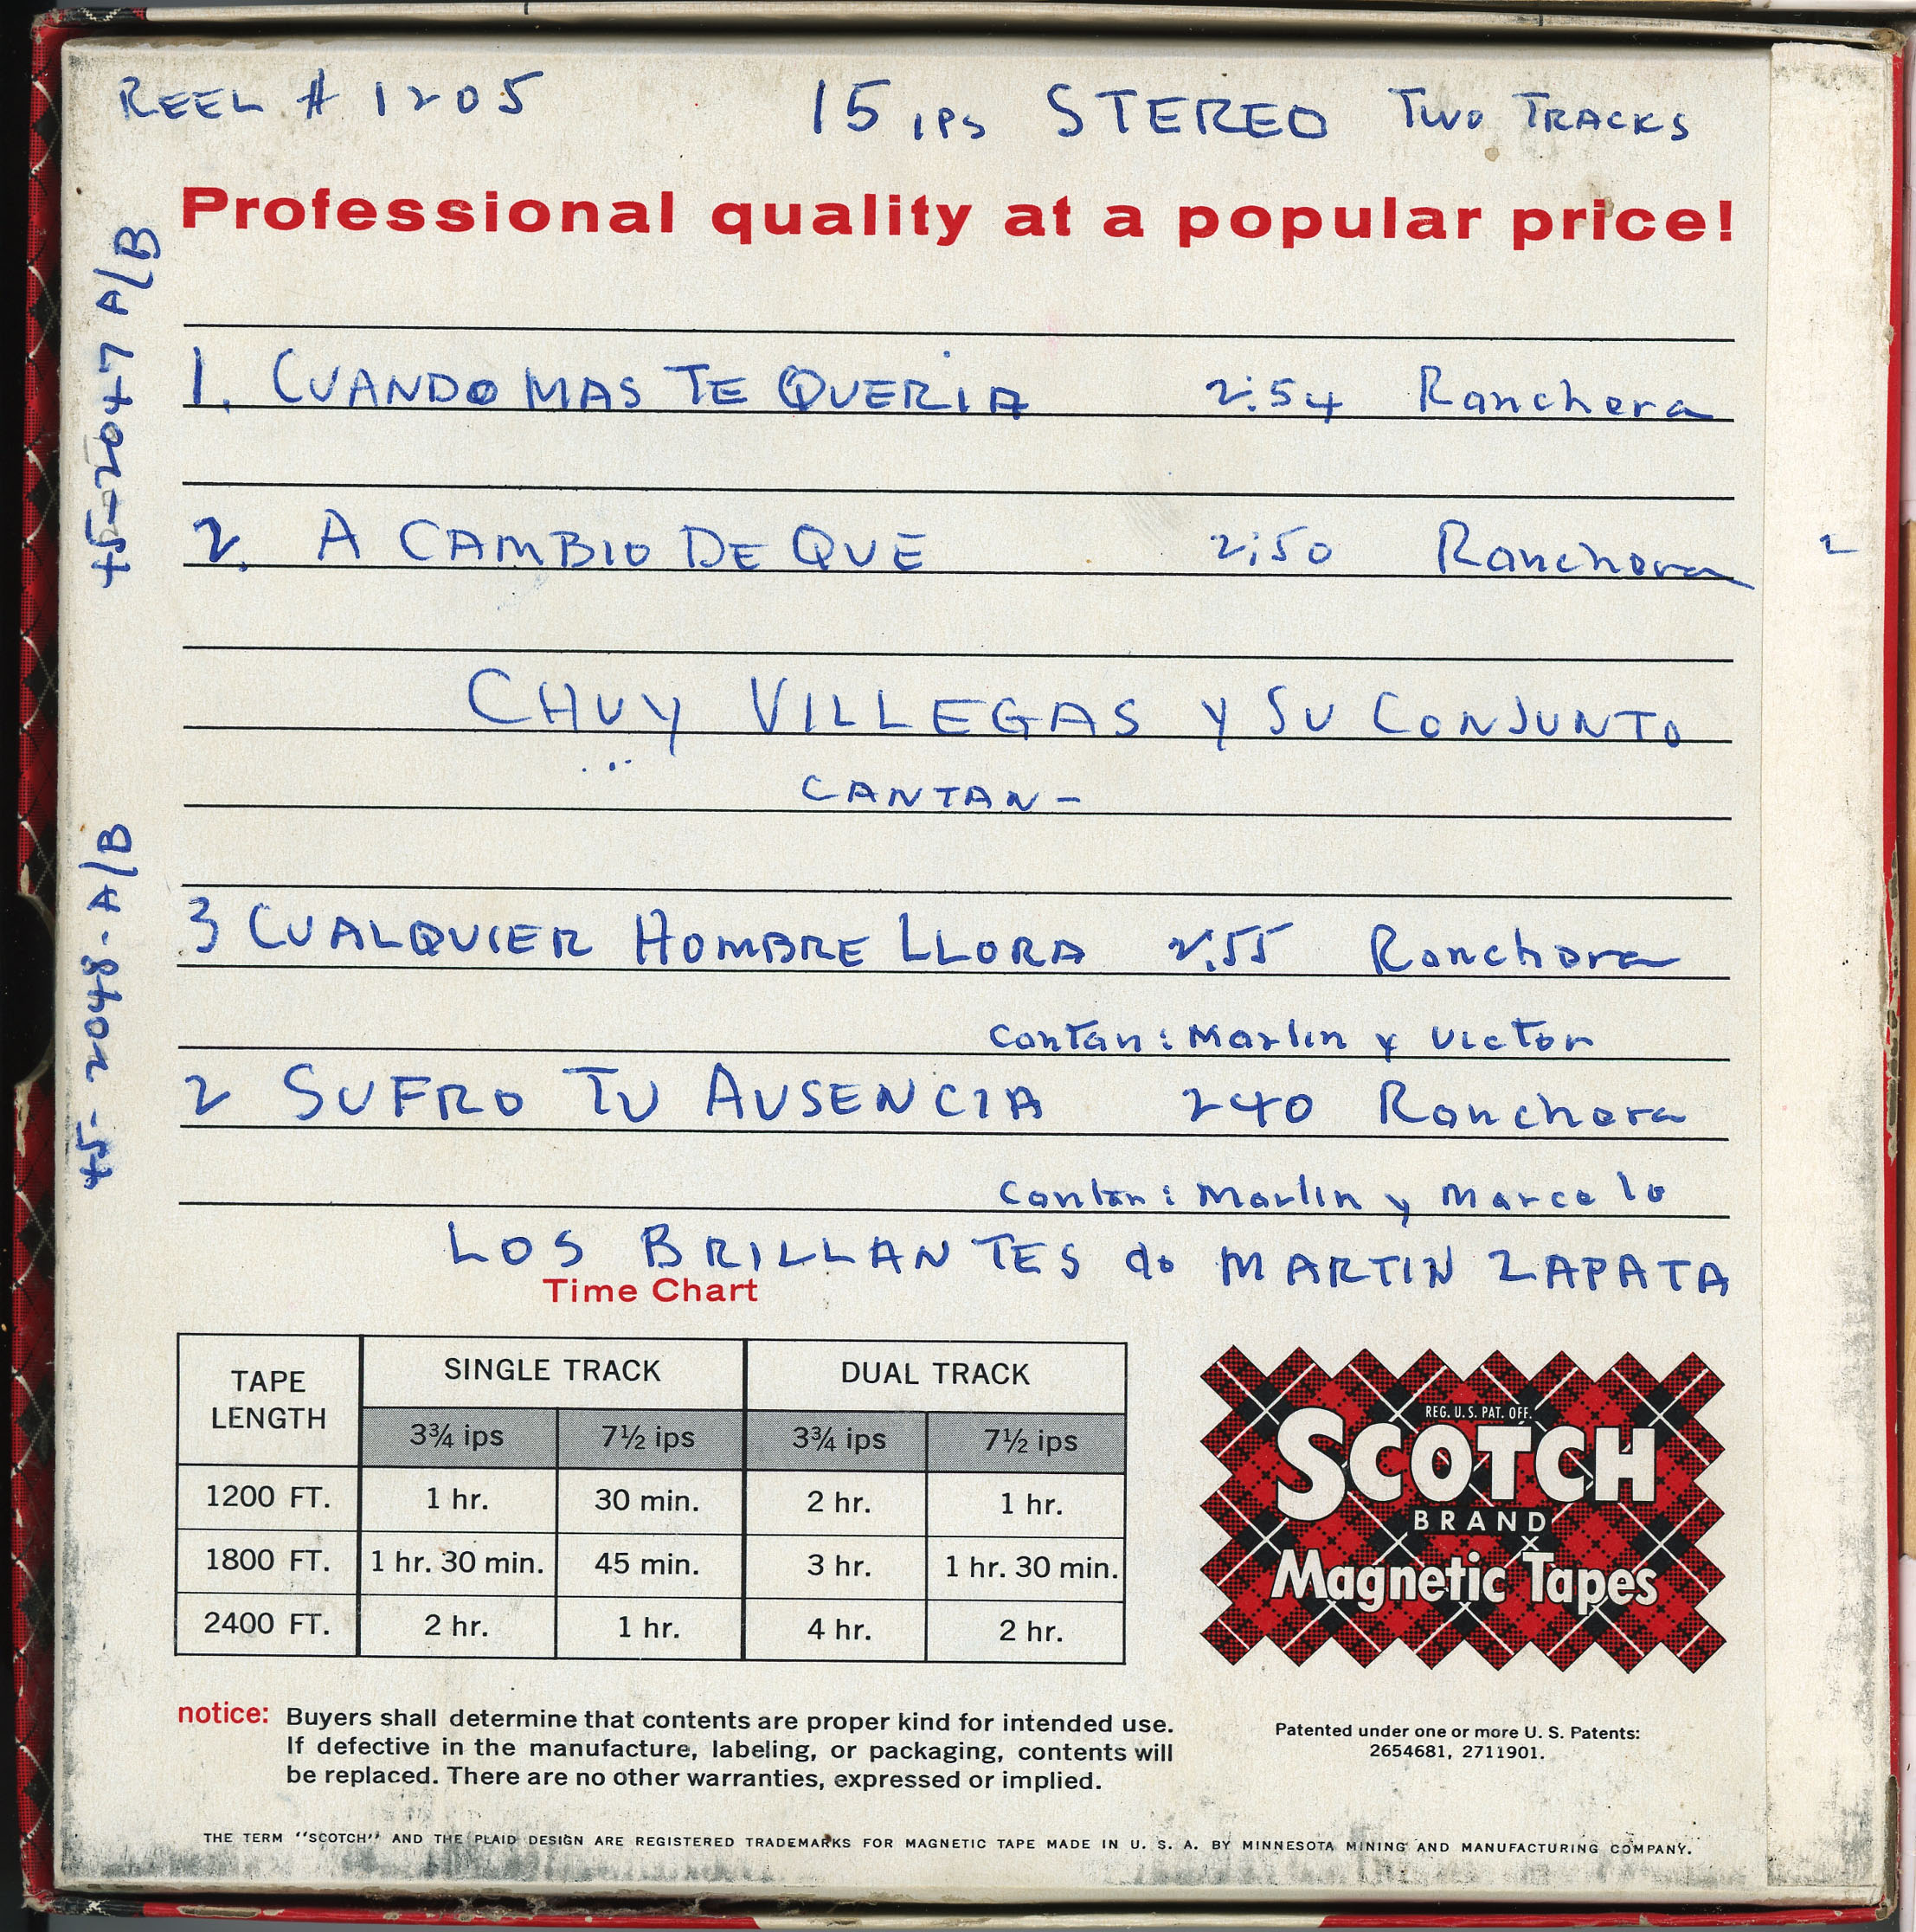 REEL # 1205 15 IPS STEREO TWO TRACKS
Professional quality at a popular price!
45-2047 A/B
1. CUANDO MAS TE QUERIA 2:54 Ranchera
2. A CAMBIO DE QUE 2:50 Ranchera 2
CHUY VILLEGAS Y SU CONJUNTO
CANTAN-
45-2048-A/B
3 CUALQUIER HOMBRE LLORA 2:55 Ranchera
Cantan: Martin y Victor
2 SUFRO TU AUSENCIA 240 Ranchera
Cantan: Martin y Marcelo
LOS BRILLANTES de MARTIN ZAPATA
Time Chart
TAPE LENGTH SINGLE TRACK DUAL TRACK
3¾ ips 7½ ips 3¾ ips 7½ ips
1200 FT. 1 hr. 30 min. 2 hr. 1 hr.
1800 FT. 1 hr. 30 min. 45 min. 3 hr. 1 hr. 30 min.
2400 FT. 2 hr. 1 hr. 4 hr. 2 hr.
REG. U.S. PAT. OFF.
SCOTCH
BRAND
Magnetic Tapes
notice: Buyers shall determine that contents are proper kind for intended use.
If defective in the manufacture, labeling, or packaging, contents will
be replaced. There are no other warranties, expressed or implied.
Patented under one or more U. S. Patents:
2654681, 2711901.
THE TERM "SCOTCH" AND THE PLAID DESIGN ARE REGISTERED TRADEMARKS FOR MAGNETIC TAPE MADE IN U. S. A. BY MINNESOTA MINING AND MANUFACTURING COMPANY.